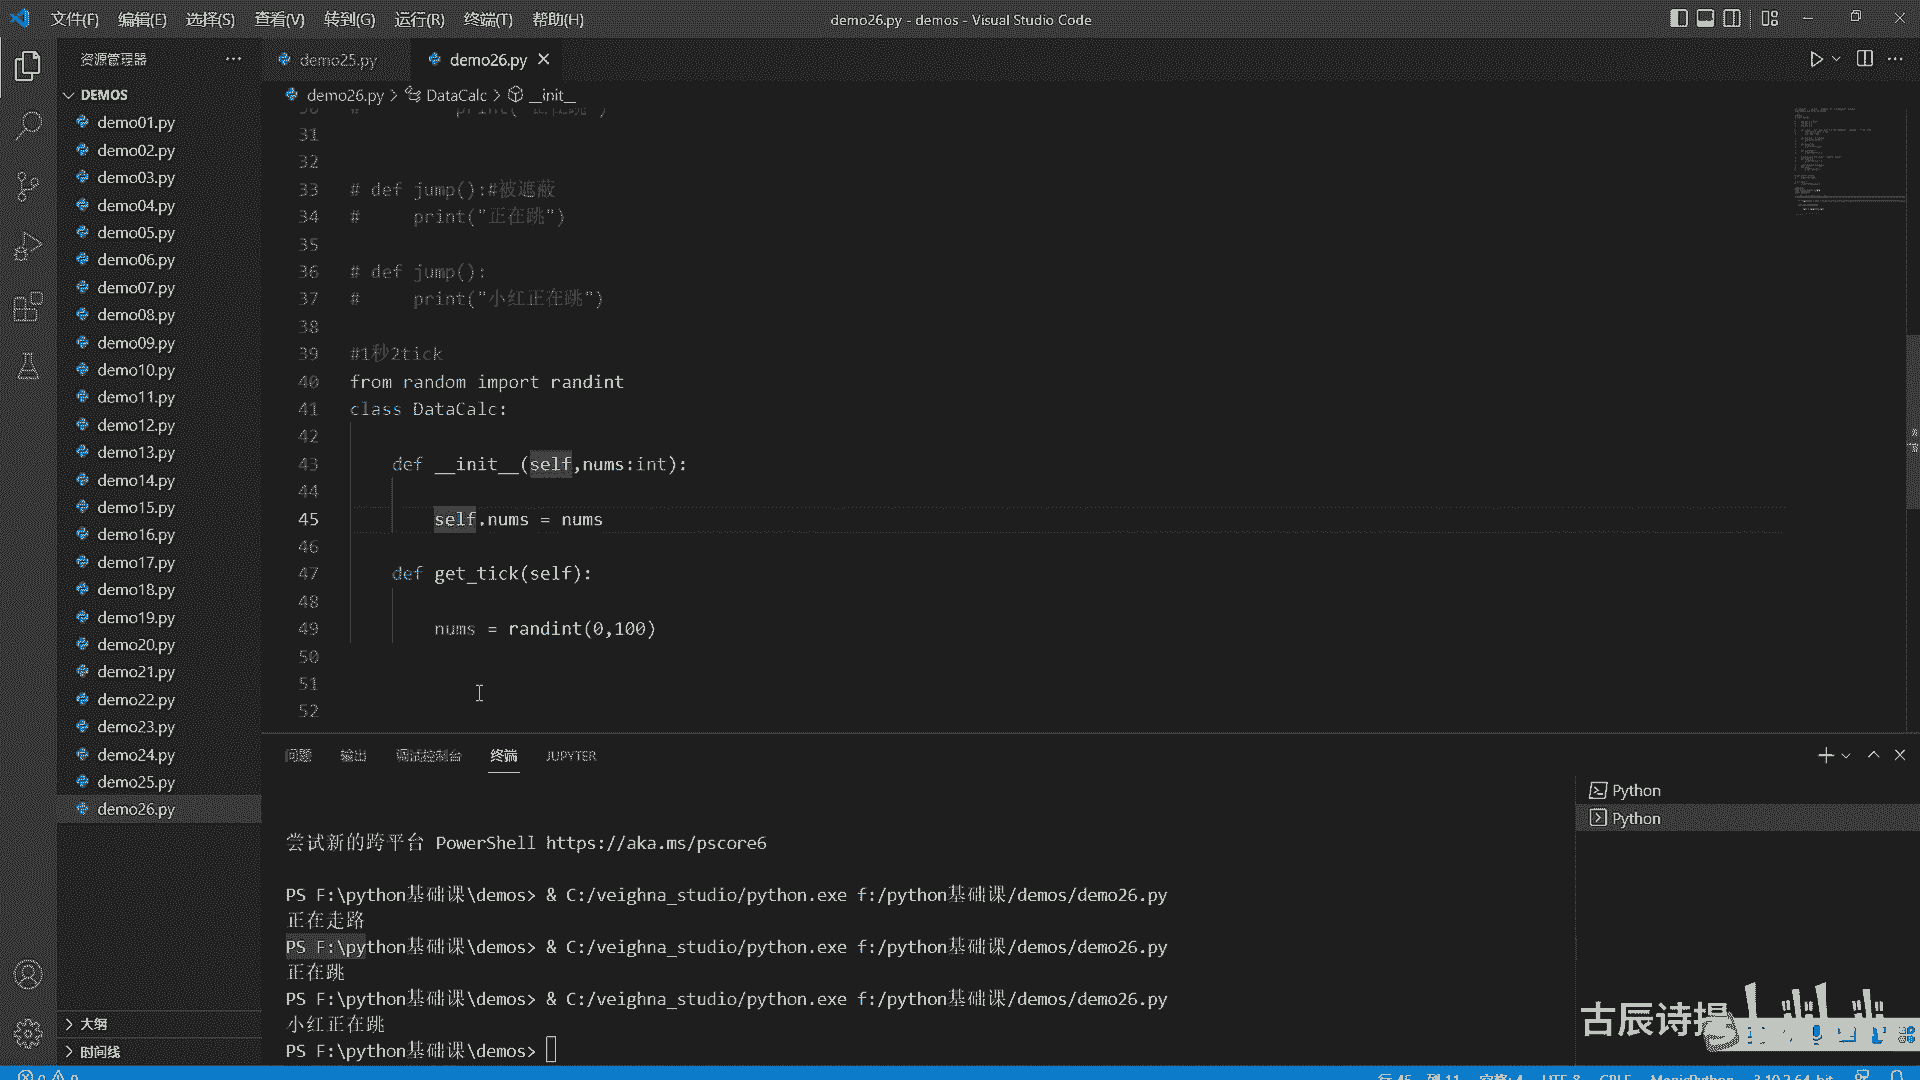 文件(F) 编辑(E) 选择(S) 查看(V) 转到(G) 运行(R) 终端(T) 帮助(H)
demo26.py - demos - Visual Studio Code
资源管理器
DEMOS
demo01.py
demo02.py
demo03.py
demo04.py
demo05.py
demo06.py
demo07.py
demo08.py
demo09.py
demo10.py
demo11.py
demo12.py
demo13.py
demo14.py
demo15.py
demo16.py
demo17.py
demo18.py
demo19.py
demo20.py
demo21.py
demo22.py
demo23.py
demo24.py
demo25.py
demo26.py
大纲
时间线
demo25.py demo26.py
demo26.py > DataCalc > __init__
30 # print("正在跳")
31
32
33 # def jump():#被遮蔽
34 # print("正在跳")
35
36 # def jump():
37 # print("小红正在跳")
38
39 #1秒2tick
40 from random import randint
41 class DataCalc:
42
43 def __init__(self,nums:int):
44
45 self.nums = nums
46
47 def get_tick(self):
48
49 nums = randint(0,100)
50
51
52
问题 输出 调试控制台 终端 JUPYTER
Python
Python
尝试新的跨平台 PowerShell https://aka.ms/pscore6
PS F:\python基础课\demos> & C:/veighna_studio/python.exe f:/python基础课/demos/demo26.py
正在走路
PS F:\python基础课\demos> & C:/veighna_studio/python.exe f:/python基础课/demos/demo26.py
正在跳
PS F:\python基础课\demos> & C:/veighna_studio/python.exe f:/python基础课/demos/demo26.py
小红正在跳
PS F:\python基础课\demos>
古辰诗提